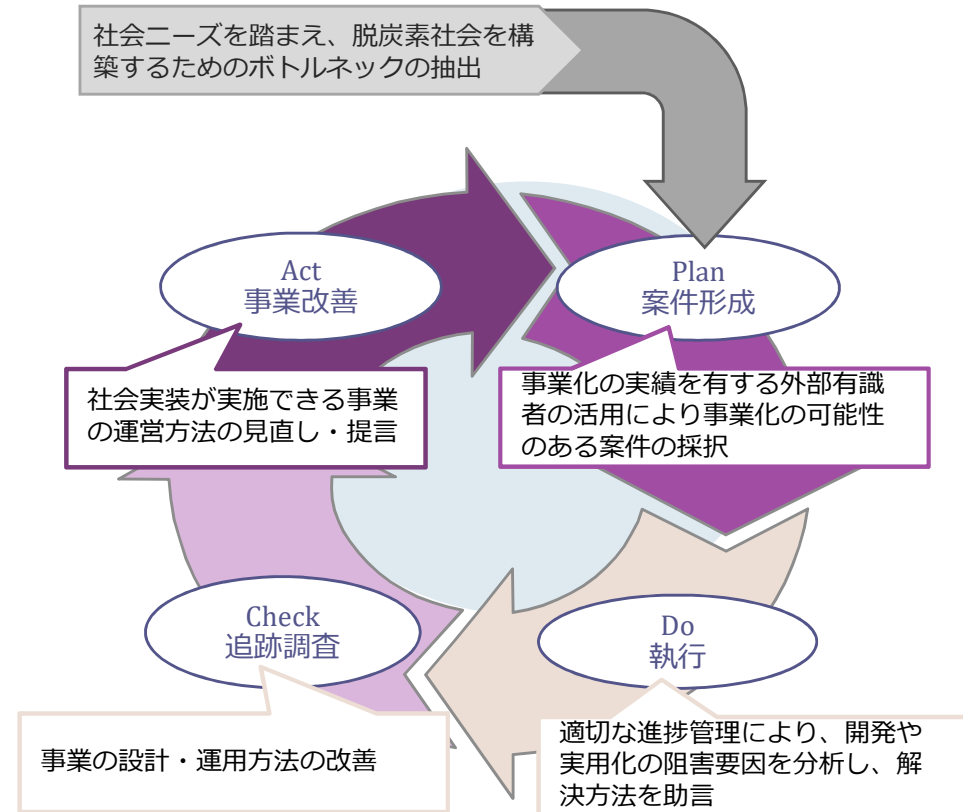 社会ニーズを踏まえ、脱炭素社会を構
築するためのボトルネックの抽出
Act
事業改善
Plan
案件形成
社会実装が実施できる事業
の運営方法の見直し・提言
事業化の実績を有する外部有識
者の活用により事業化の可能性
のある案件の採択
Check
追跡調査
Do
執行
事業の設計・運用方法の改善
適切な進捗管理により、開発や
実用化の阻害要因を分析し、解
決方法を助言